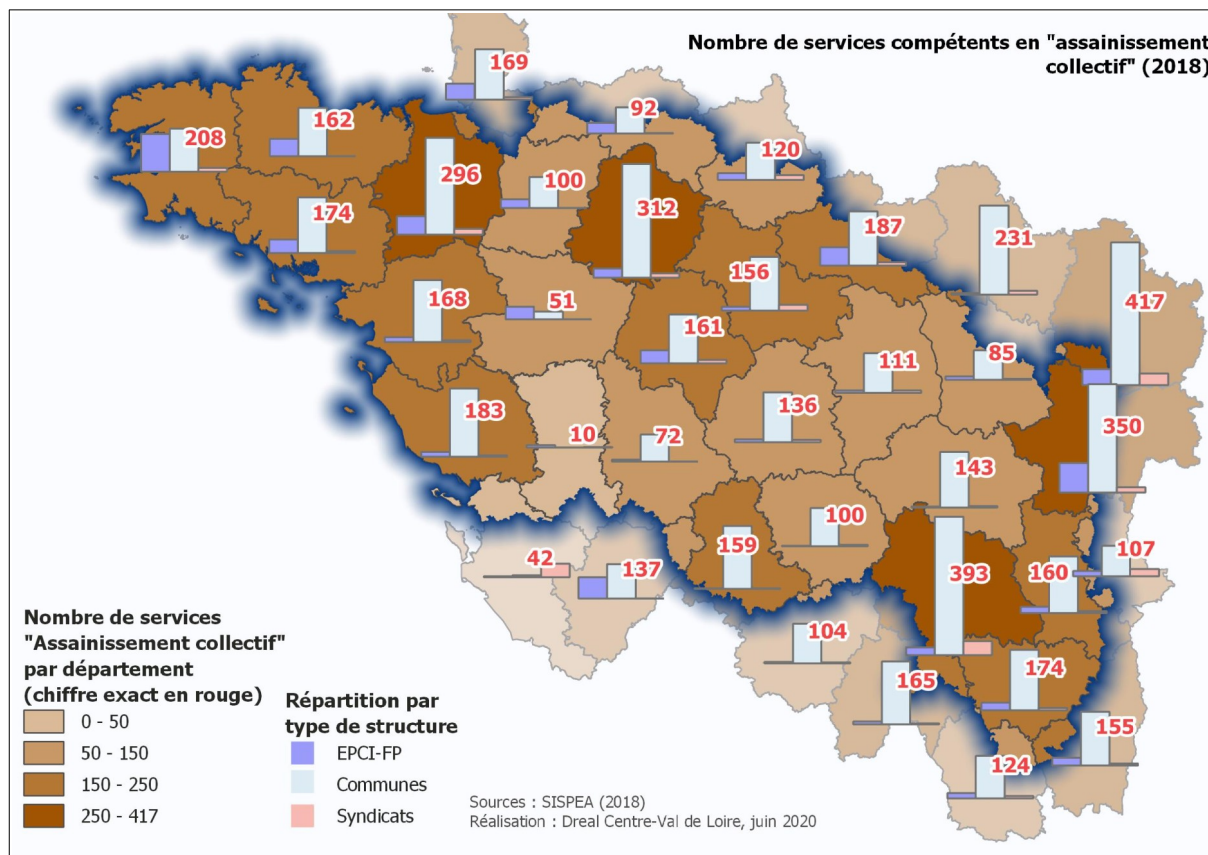 Nombre de services compétents en "assainissement
collectif" (2018)
169
92
208
162
120
296
100
312
174
187
231
156
168
51
417
161
111
85
183
136
350
10
72
143
100
159
107
42
137
393
160
104
174
165
155
124
Nombre de services
"Assainissement collectif"
par département
(chiffre exact en rouge)
0 - 50
50 - 150
150 - 250
250 - 417
Répartition par
type de structure
EPCI-FP
Communes
Syndicats
Sources : SISPEA (2018)
Réalisation : Dreal Centre-Val de Loire, juin 2020